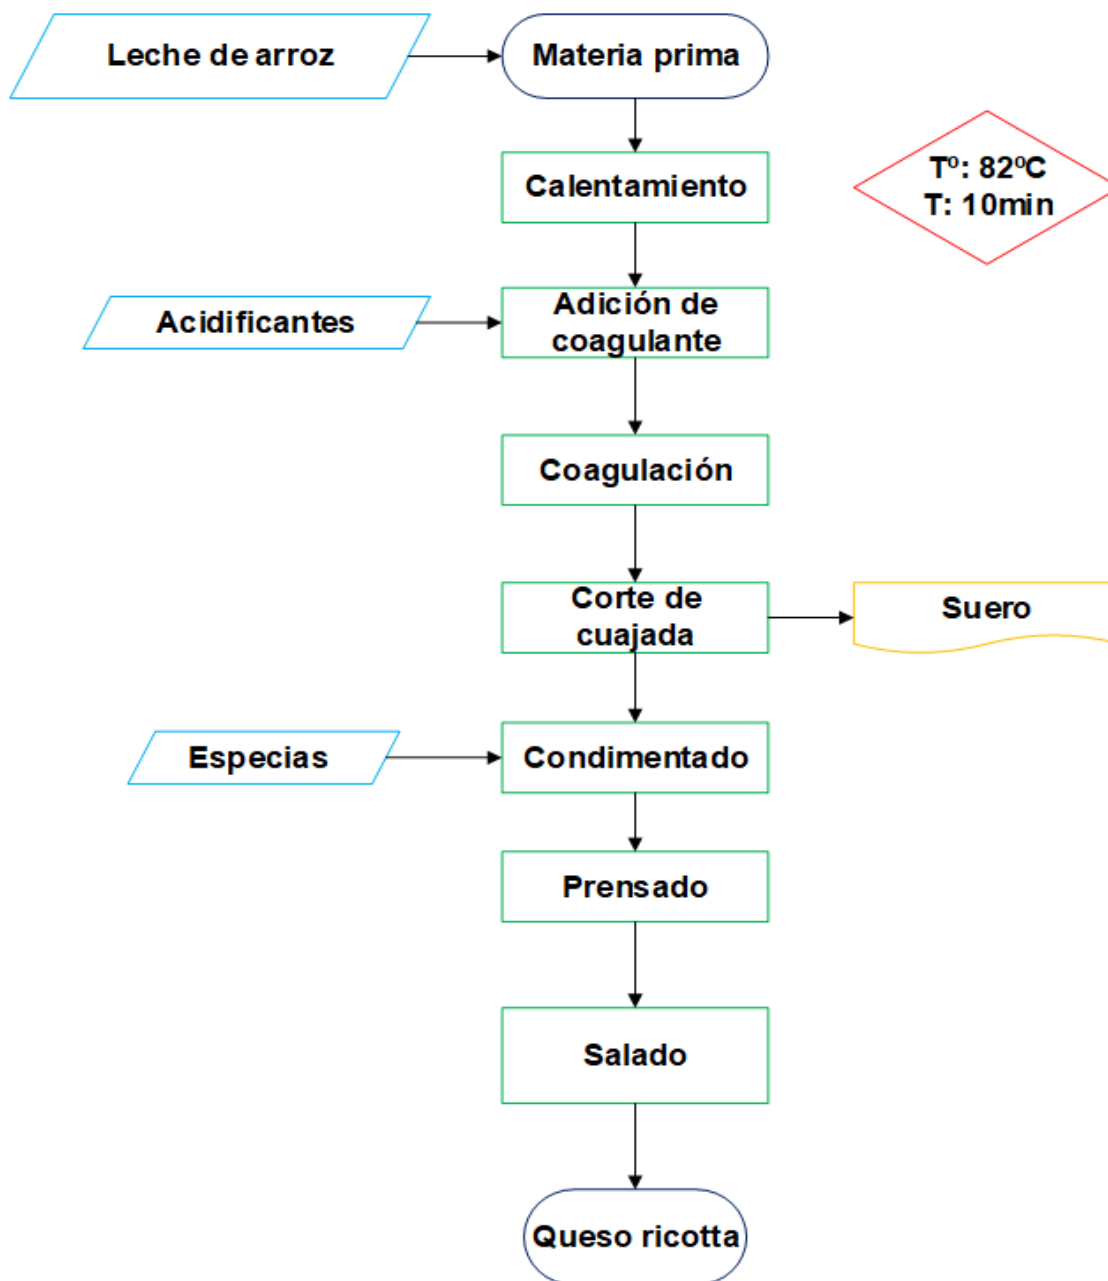 Leche de arroz
Materia prima
Calentamiento
Tº: 82ºC
T: 10min
Acidificantes
Adición de
coagulante
Coagulación
Corte de
cuajada
Suero
Especias
Condimentado
Prensado
Salado
Queso ricotta